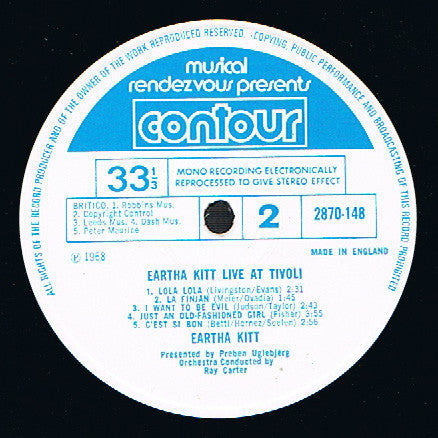 ALL RIGHTS OF THE RECORD PRODUCER AND OF THE OWNER OF THE WORK REPRODUCED RESERVED - COPYING, PUBLIC PERFORMANCE AND BROADCASTING OF THIS RECORD PROHIBITED
musical
rendezvous presents
contour
33 1/3
MONO RECORDING ELECTRONICALLY
REPROCESSED TO GIVE STEREO EFFECT
BRITICO. 1. Robbins Mus.
2. Copyright Control
3. Leeds Mus. 4. Dash Mus.
5. Peter Maurice
2
2870-148
℗ 1968
MADE IN ENGLAND
EARTHA KITT LIVE AT TIVOLI
1. LOLA LOLA (Livingston/Evans) 2:31
2. LA FINJAN (Meier/Ovadia) 1:45
3. I WANT TO BE EVIL (Judson/Taylor) 2:43
4. JUST AN OLD-FASHIONED GIRL (Fisher) 2:55
5. C'EST SI BON (Betti/Hornez/Seelen) 2:56
EARTHA KITT
Presented by Preben Uglebjerg
Orchestra Conducted by
Ray Carter